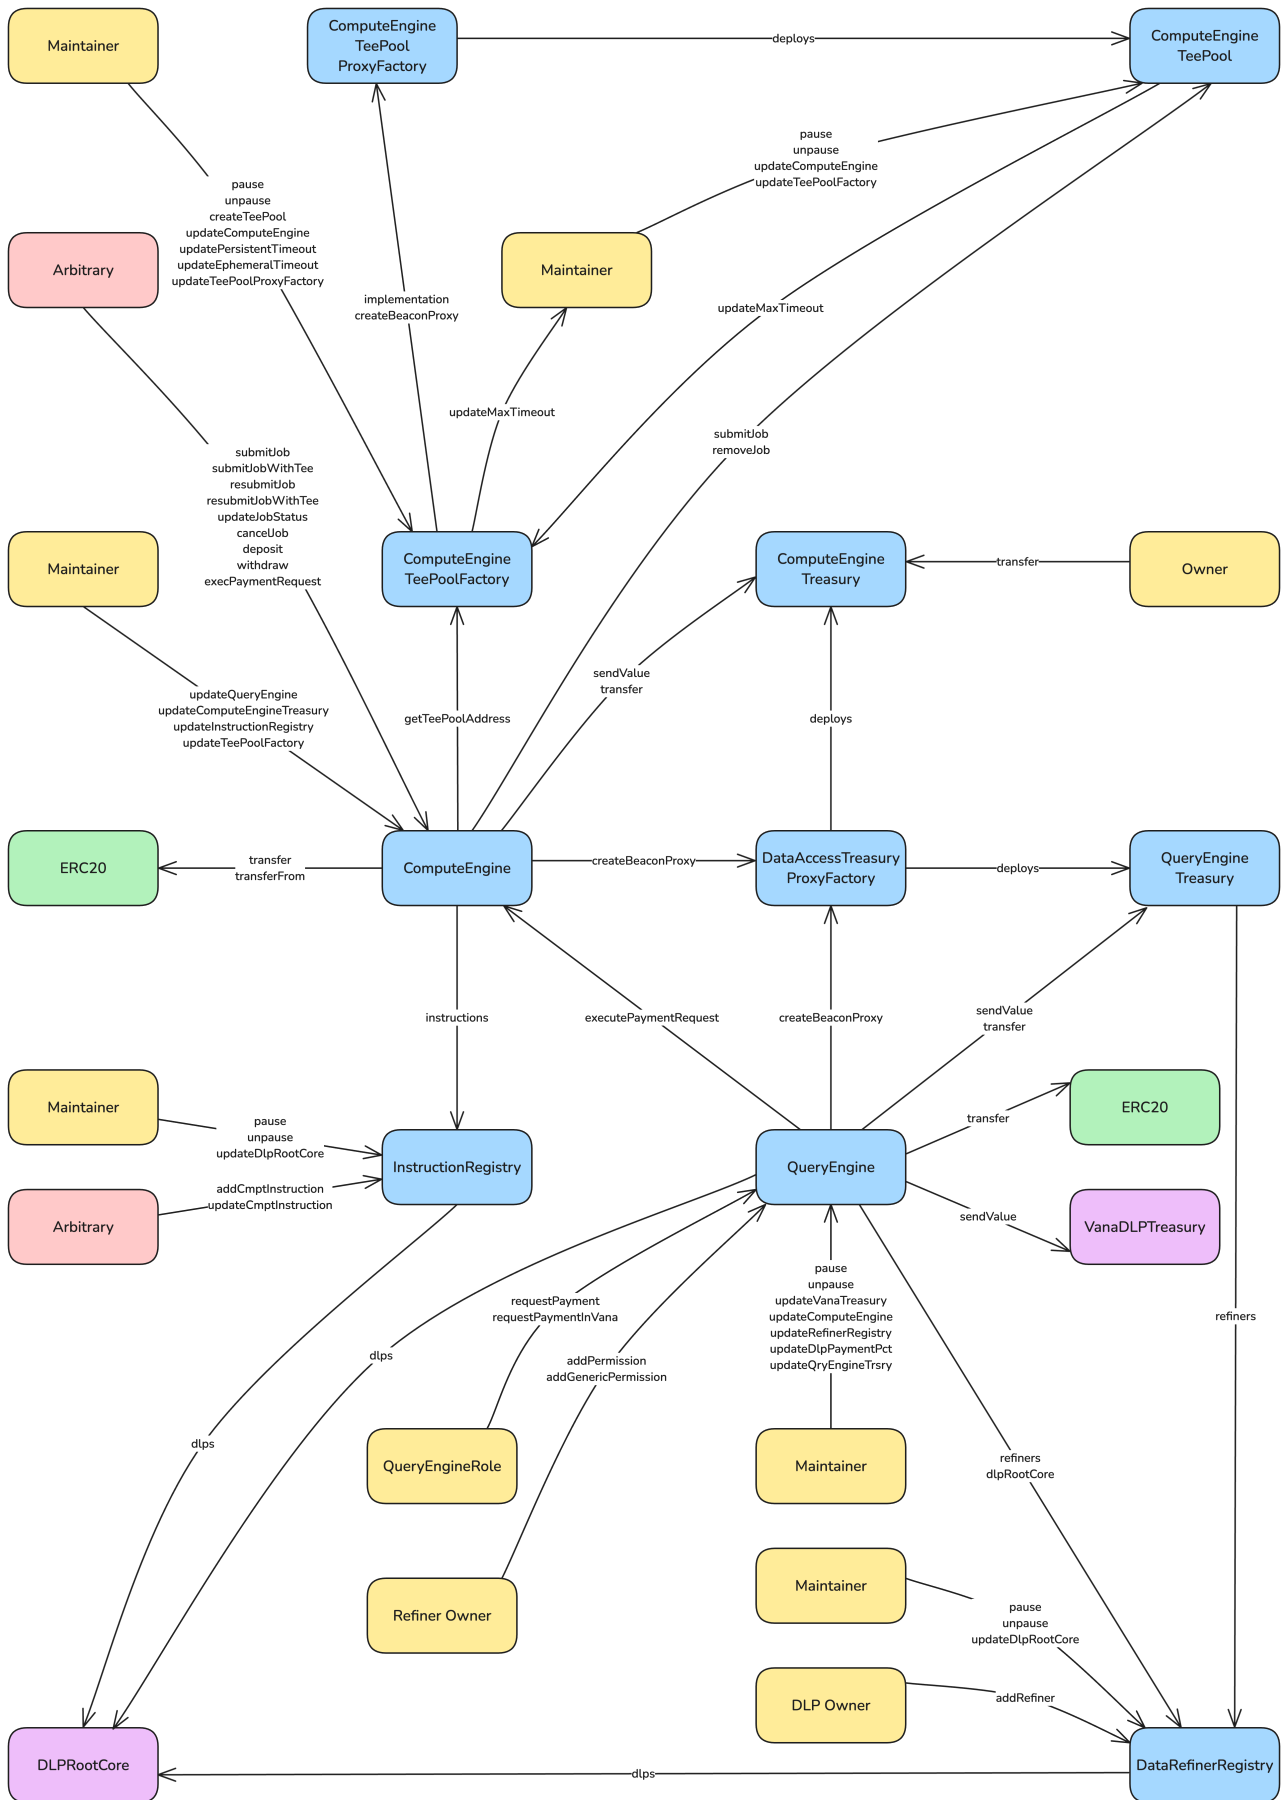 Maintainer
ComputeEngine
TeePool
ProxyFactory
deploys
ComputeEngine
TeePool
pause
unpause
updateComputeEngine
updateTeePoolFactory
pause
unpause
createTeePool
updateComputeEngine
updatePersistentTimeout
updateEphemeralTimeout
updateTeePoolProxyFactory
Arbitrary
Maintainer
implementation
createBeaconProxy
updateMaxTimeout
updateMaxTimeout
submitJob
removeJob
submitJob
submitJobWithTee
resubmitJob
resubmitJobWithTee
updateJobStatus
cancelJob
deposit
withdraw
execPaymentRequest
Maintainer
ComputeEngine
TeePoolFactory
ComputeEngine
Treasury
transfer
Owner
updateQueryEngine
updateComputeEngineTreasury
updateInstructionRegistry
updateTeePoolFactory
getTeePoolAddress
sendValue
transfer
deploys
ERC20
transfer
transferFrom
ComputeEngine
createBeaconProxy
DataAccessTreasury
ProxyFactory
deploys
QueryEngine
Treasury
instructions
executePaymentRequest
createBeaconProxy
sendValue
transfer
Maintainer
pause
unpause
updateDlpRootCore
ERC20
transfer
InstructionRegistry
QueryEngine
Arbitrary
addCmptInstruction
updateCmptInstruction
sendValue
VanaDLPTreasury
requestPayment
requestPaymentInVana
pause
unpause
updateVanaTreasury
updateComputeEngine
updateRefinerRegistry
updateDlpPaymentPct
updateQryEngineTrsry
refiners
dlps
addPermission
addGenericPermission
dlps
QueryEngineRole
Maintainer
refiners
dlpRootCore
Maintainer
Refiner Owner
pause
unpause
updateDlpRootCore
DLP Owner
addRefiner
DLPRootCore
dlps
DataRefinerRegistry